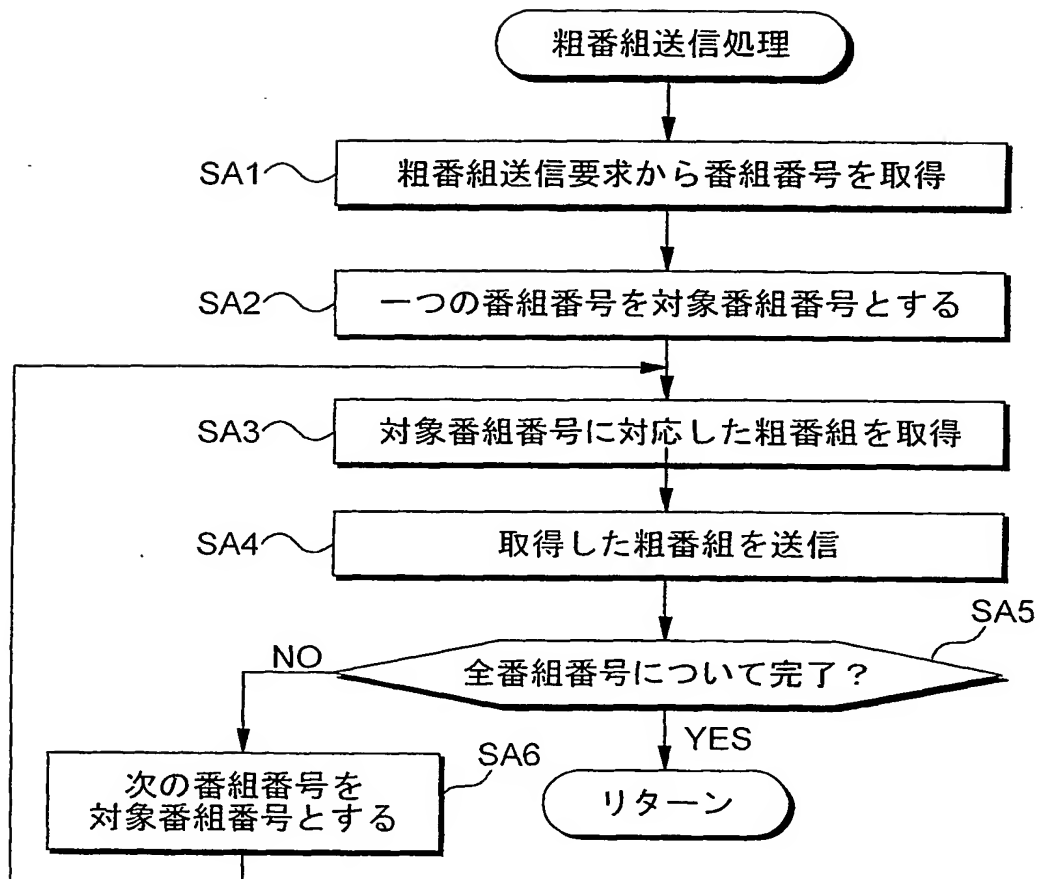 粗番組送信処理
SA1
粗番組送信要求から番組番号を取得
SA2
一つの番組番号を対象番組番号とする
SA3
対象番組番号に対応した粗番組を取得
SA4
取得した粗番組を送信
SA5
全番組番号について完了？
NO
YES
SA6
次の番組番号を
対象番組番号とする
リターン